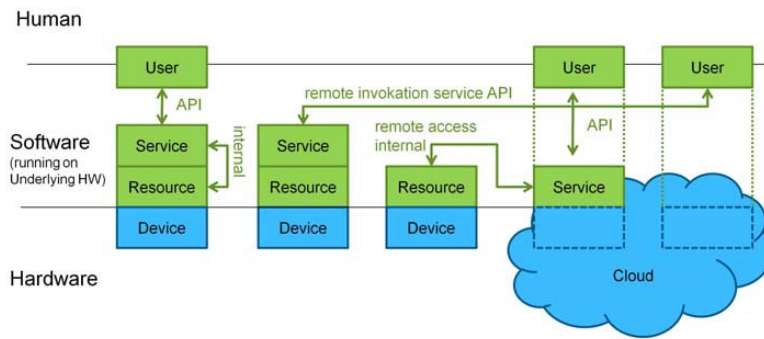 Human
User
User
User
remote invokation service API
API
remote access
internal
API
internal
Software
(running on
Underlying HW)
Service
Service
Resource
Resource
Resource
Service
Device
Device
Device
Cloud
Hardware